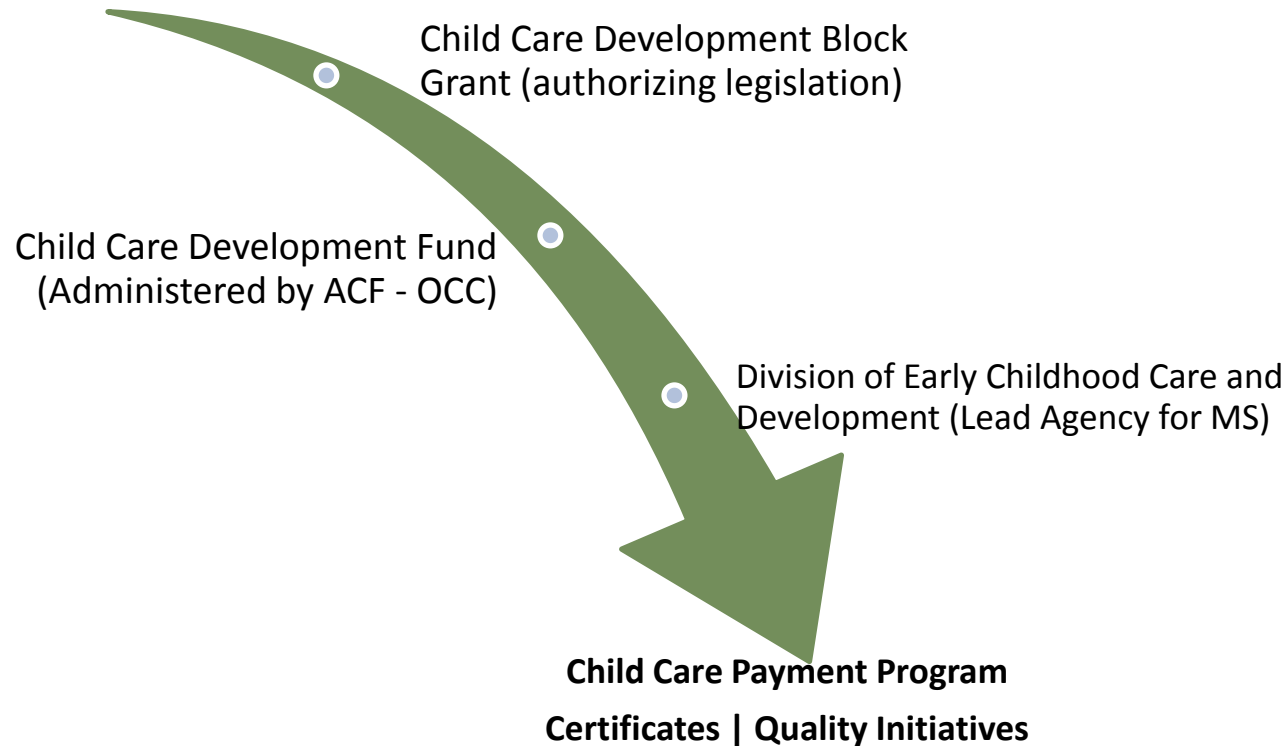 Child Care Development Block
Grant (authorizing legislation)
Child Care Development Fund
(Administered by ACF - OCC)
Division of Early Childhood Care and
Development (Lead Agency for MS)
Child Care Payment Program
Certificates | Quality Initiatives